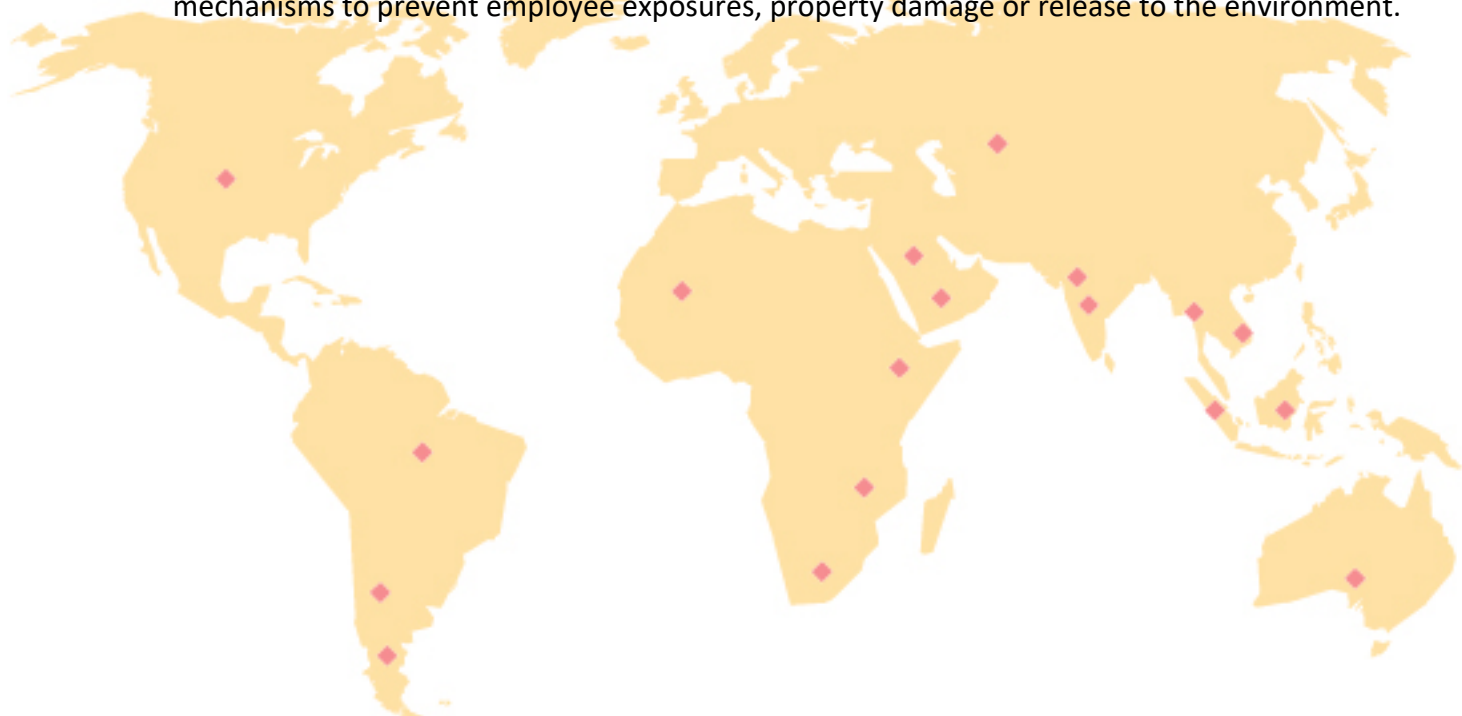 mechanisms to prevent employee exposures, property damage or release to the environment.